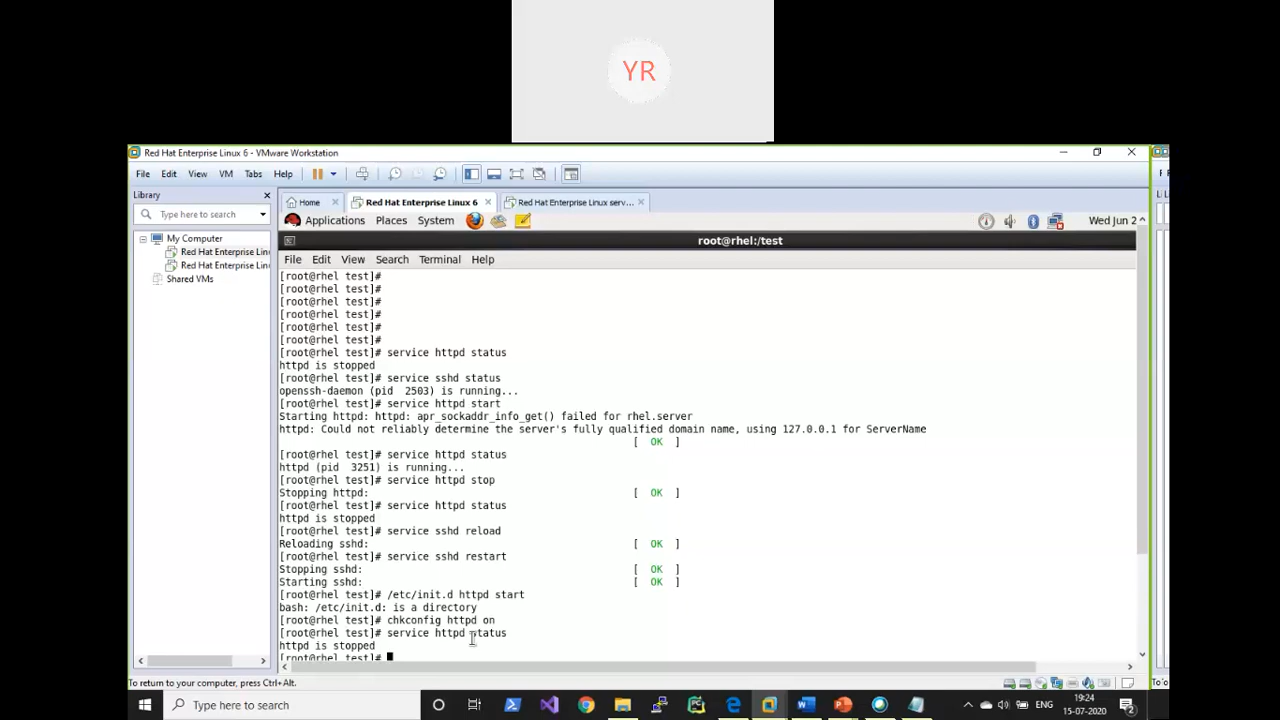 YR
Red Hat Enterprise Linux 6 - VMware Workstation
File Edit View VM Tabs Help
Library
Type here to search
My Computer
Red Hat Enterprise Lin
Red Hat Enterprise Lin
Shared VMs
Home
Red Hat Enterprise Linux 6
Red Hat Enterprise Linux serv...
Applications Places System
Wed Jun 2
root@rhel:/test
File Edit View Search Terminal Help
[root@rhel test]#
[root@rhel test]#
[root@rhel test]#
[root@rhel test]#
[root@rhel test]#
[root@rhel test]#
[root@rhel test]# service httpd status
httpd is stopped
[root@rhel test]# service sshd status
openssh-daemon (pid 2503) is running...
[root@rhel test]# service httpd start
Starting httpd: httpd: apr_sockaddr_info_get() failed for rhel.server
httpd: Could not reliably determine the server's fully qualified domain name, using 127.0.0.1 for ServerName
[ OK ]
[root@rhel test]# service httpd status
httpd (pid 3251) is running...
[root@rhel test]# service httpd stop
Stopping httpd: [ OK ]
[root@rhel test]# service httpd status
httpd is stopped
[root@rhel test]# service sshd reload
Reloading sshd: [ OK ]
[root@rhel test]# service sshd restart
Stopping sshd: [ OK ]
Starting sshd: [ OK ]
[root@rhel test]# /etc/init.d httpd start
bash: /etc/init.d: is a directory
[root@rhel test]# chkconfig httpd on
[root@rhel test]# service httpd status
httpd is stopped
[root@rhel test]#
To return to your computer, press Ctrl+Alt.
Type here to search
ENG
19:24
15-07-2020
2